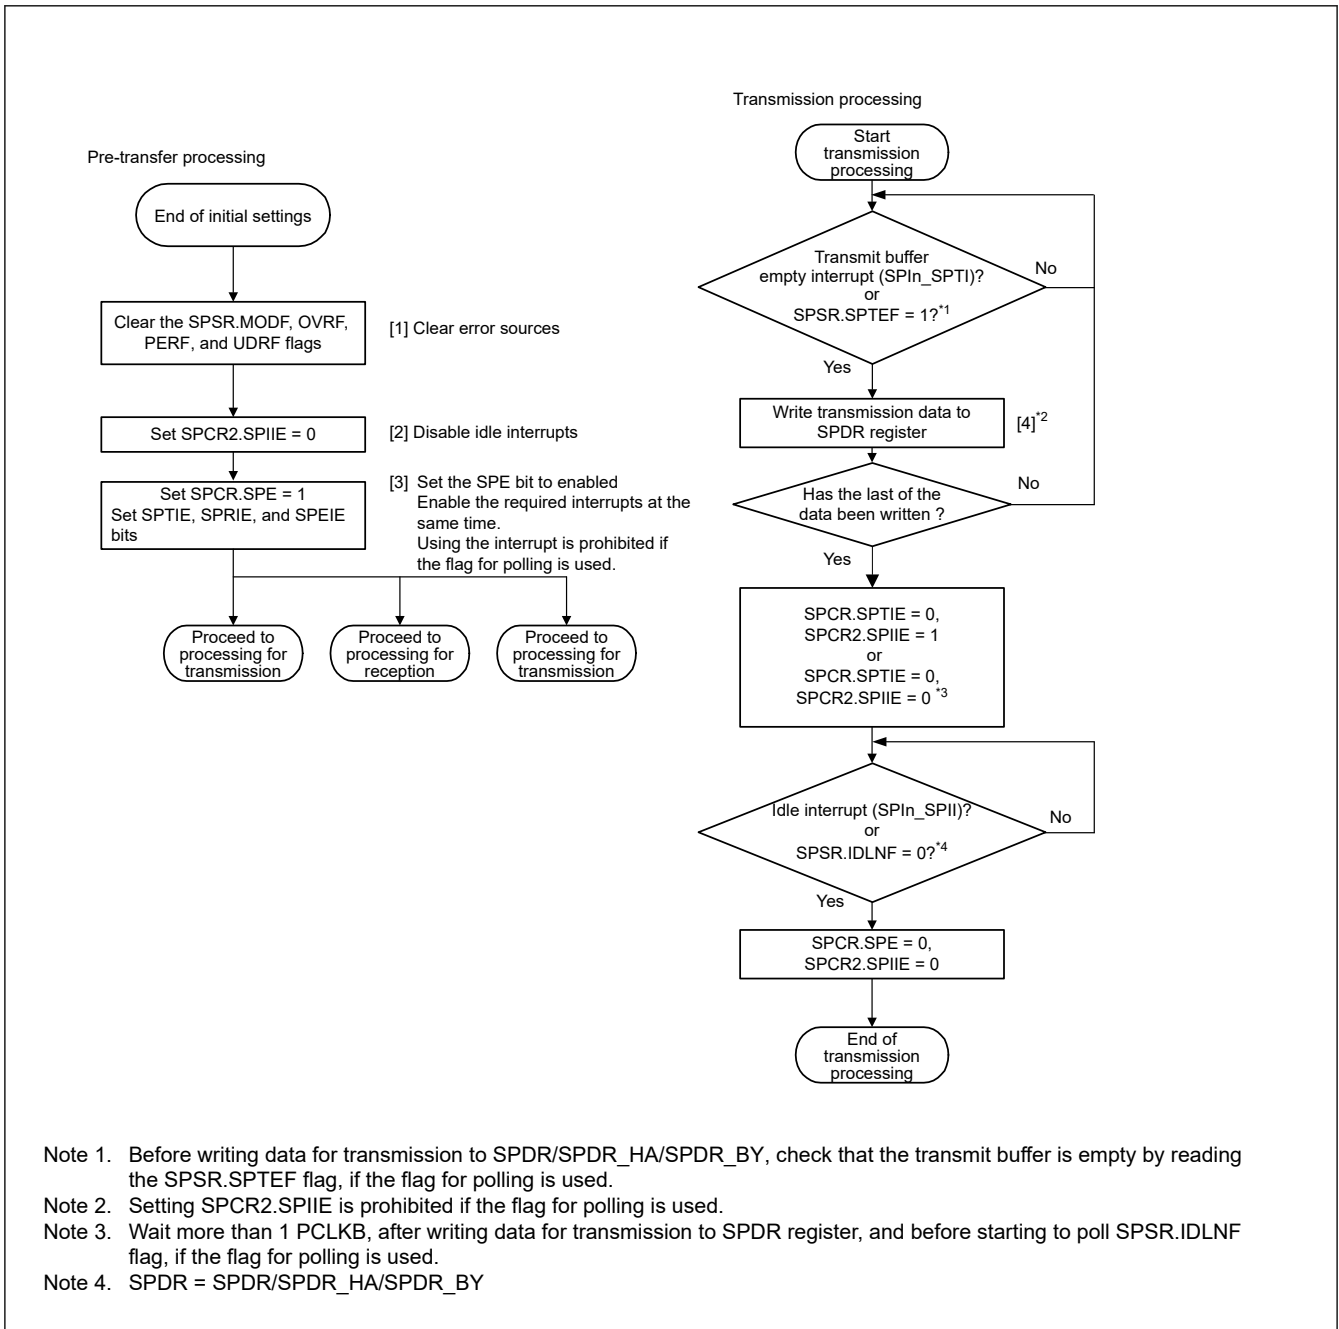 Pre-transfer processing
End of initial settings
Clear the SPSR.MODF, OVRF,
PERF, and UDRF flags
[1] Clear error sources
Set SPCR2.SPIIE = 0
[2] Disable idle interrupts
Set SPCR.SPE = 1
Set SPTIE, SPRIE, and SPEIE
bits
[3] Set the SPE bit to enabled
Enable the required interrupts at the
same time.
Using the interrupt is prohibited if
the flag for polling is used.
Proceed to
processing for
transmission
Proceed to
processing for
reception
Proceed to
processing for
transmission
Transmission processing
Start
transmission
processing
Transmit buffer
empty interrupt (SPIn_SPTI)?
or
SPSR.SPTEF = 1?*1
No
Yes
Write transmission data to
SPDR register
[4]*2
Has the last of the
data been written ?
No
Yes
SPCR.SPTIE = 0,
SPCR2.SPIIE = 1
or
SPCR.SPTIE = 0,
SPCR2.SPIIE = 0 *3
Idle interrupt (SPIn_SPII)?
or
SPSR.IDLNF = 0?*4
No
Yes
SPCR.SPE = 0,
SPCR2.SPIIE = 0
End of
transmission
processing
Note 1. Before writing data for transmission to SPDR/SPDR_HA/SPDR_BY, check that the transmit buffer is empty by reading
the SPSR.SPTEF flag, if the flag for polling is used.
Note 2. Setting SPCR2.SPIIE is prohibited if the flag for polling is used.
Note 3. Wait more than 1 PCLKB, after writing data for transmission to SPDR register, and before starting to poll SPSR.IDLNF
flag, if the flag for polling is used.
Note 4. SPDR = SPDR/SPDR_HA/SPDR_BY